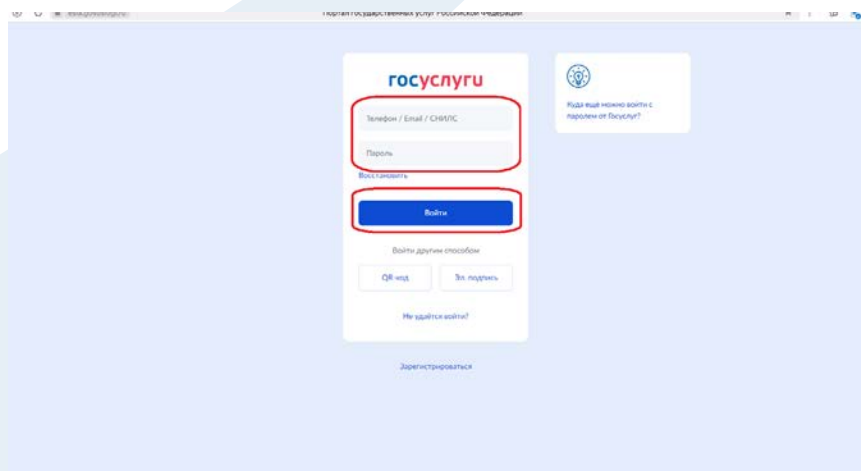 Портал государственных услуг Российской Федерации
госуслуги
Телефон / Email / СНИЛС
Пароль
Восстановить
Войти
Войти другим способом
QR-код
Эл. подпись
Не удаётся войти?
Зарегистрироваться
Куда ещё можно войти с
паролем от Госуслуг?